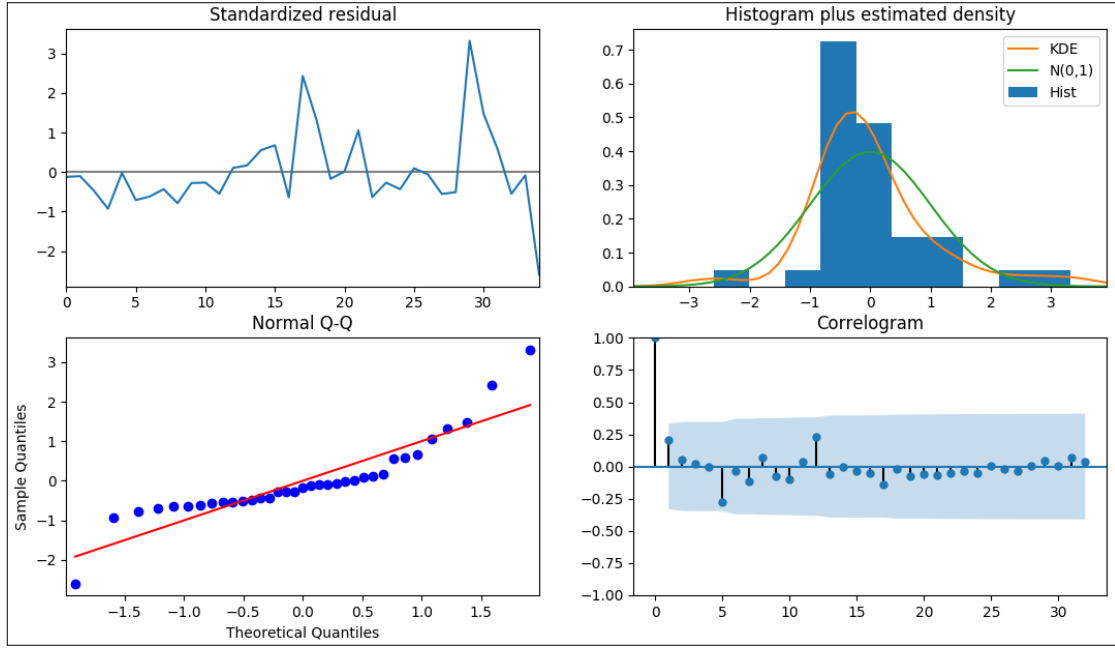 Standardized residual
3
2
1
0
−1
−2
0 5 10 15 20 25 30
Histogram plus estimated density
KDE
N(0,1)
Hist
0.7
0.6
0.5
0.4
0.3
0.2
0.1
0.0
−3 −2 −1 0 1 2 3
Normal Q-Q
Sample Quantiles
3
2
1
0
−1
−2
−1.5 −1.0 −0.5 0.0 0.5 1.0 1.5
Theoretical Quantiles
Correlogram
1.00
0.75
0.50
0.25
0.00
−0.25
−0.50
−0.75
−1.00
0 5 10 15 20 25 30